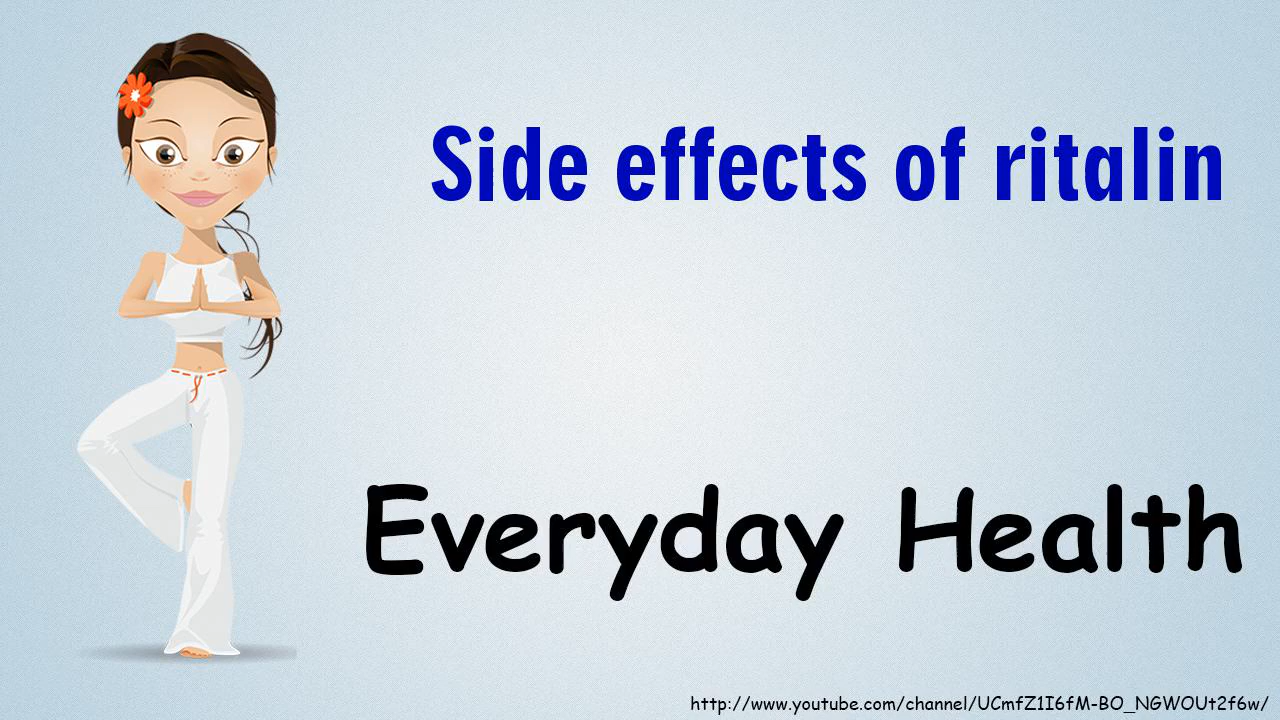 Side effects of ritalin
Everyday Health
http://www.youtube.com/channel/UCmfZ1I6fM-BO_NGWOUt2f6w/